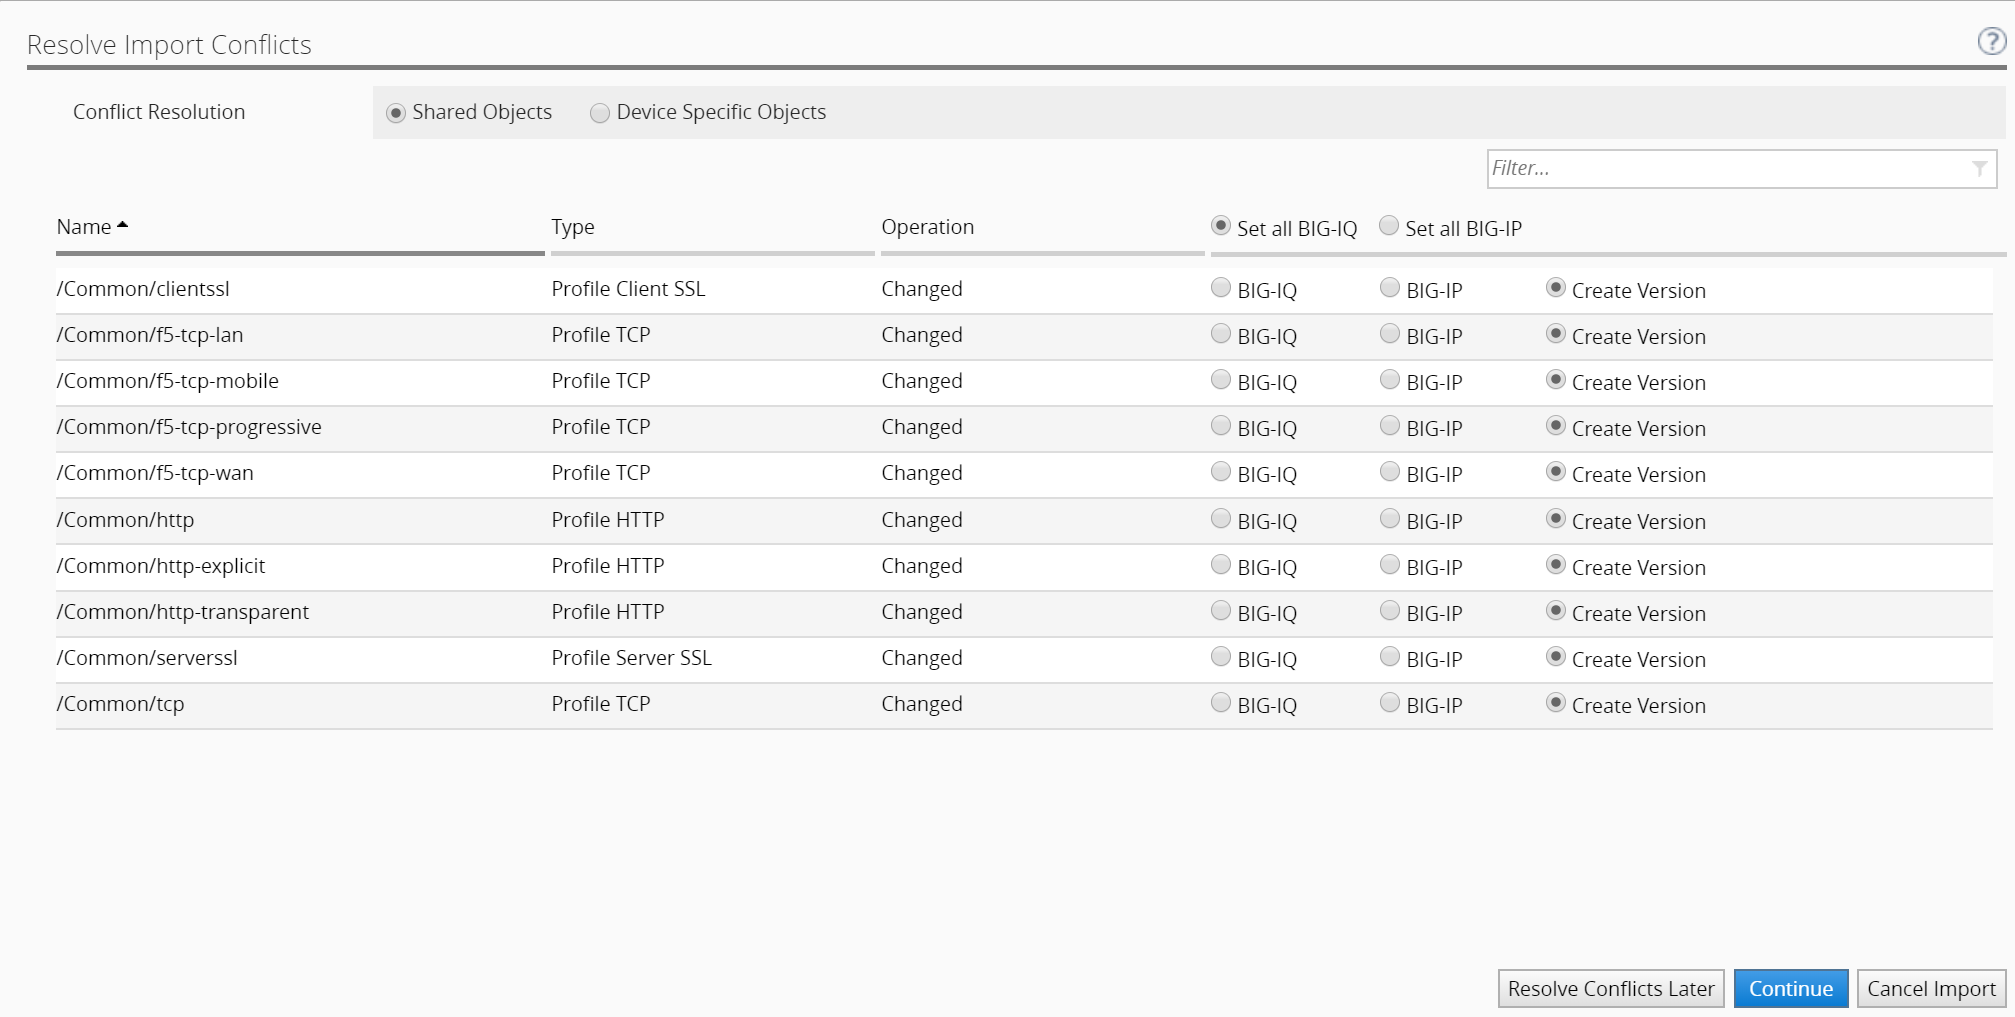 Resolve Import Conflicts
?
Conflict Resolution Shared Objects Device Specific Objects
Filter...
Name Type Operation Set all BIG-IQ Set all BIG-IP
/Common/clientssl Profile Client SSL Changed BIG-IQ BIG-IP Create Version
/Common/f5-tcp-lan Profile TCP Changed BIG-IQ BIG-IP Create Version
/Common/f5-tcp-mobile Profile TCP Changed BIG-IQ BIG-IP Create Version
/Common/f5-tcp-progressive Profile TCP Changed BIG-IQ BIG-IP Create Version
/Common/f5-tcp-wan Profile TCP Changed BIG-IQ BIG-IP Create Version
/Common/http Profile HTTP Changed BIG-IQ BIG-IP Create Version
/Common/http-explicit Profile HTTP Changed BIG-IQ BIG-IP Create Version
/Common/http-transparent Profile HTTP Changed BIG-IQ BIG-IP Create Version
/Common/serverssl Profile Server SSL Changed BIG-IQ BIG-IP Create Version
/Common/tcp Profile TCP Changed BIG-IQ BIG-IP Create Version
Resolve Conflicts Later Continue Cancel Import